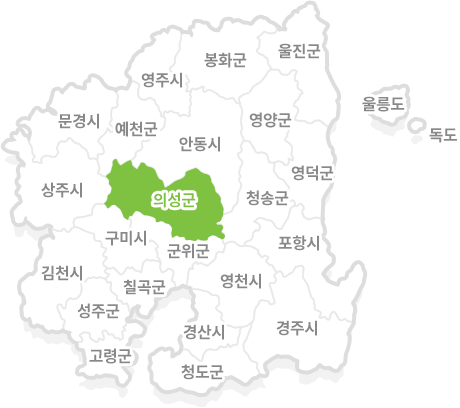 울진군
봉화군
영주시
울릉도
문경시
예천군
영양군
독도
안동시
영덕군
상주시
의성군
청송군
구미시
포항시
군위군
김천시
영천시
칠곡군
성주군
경산시
경주시
고령군
청도군